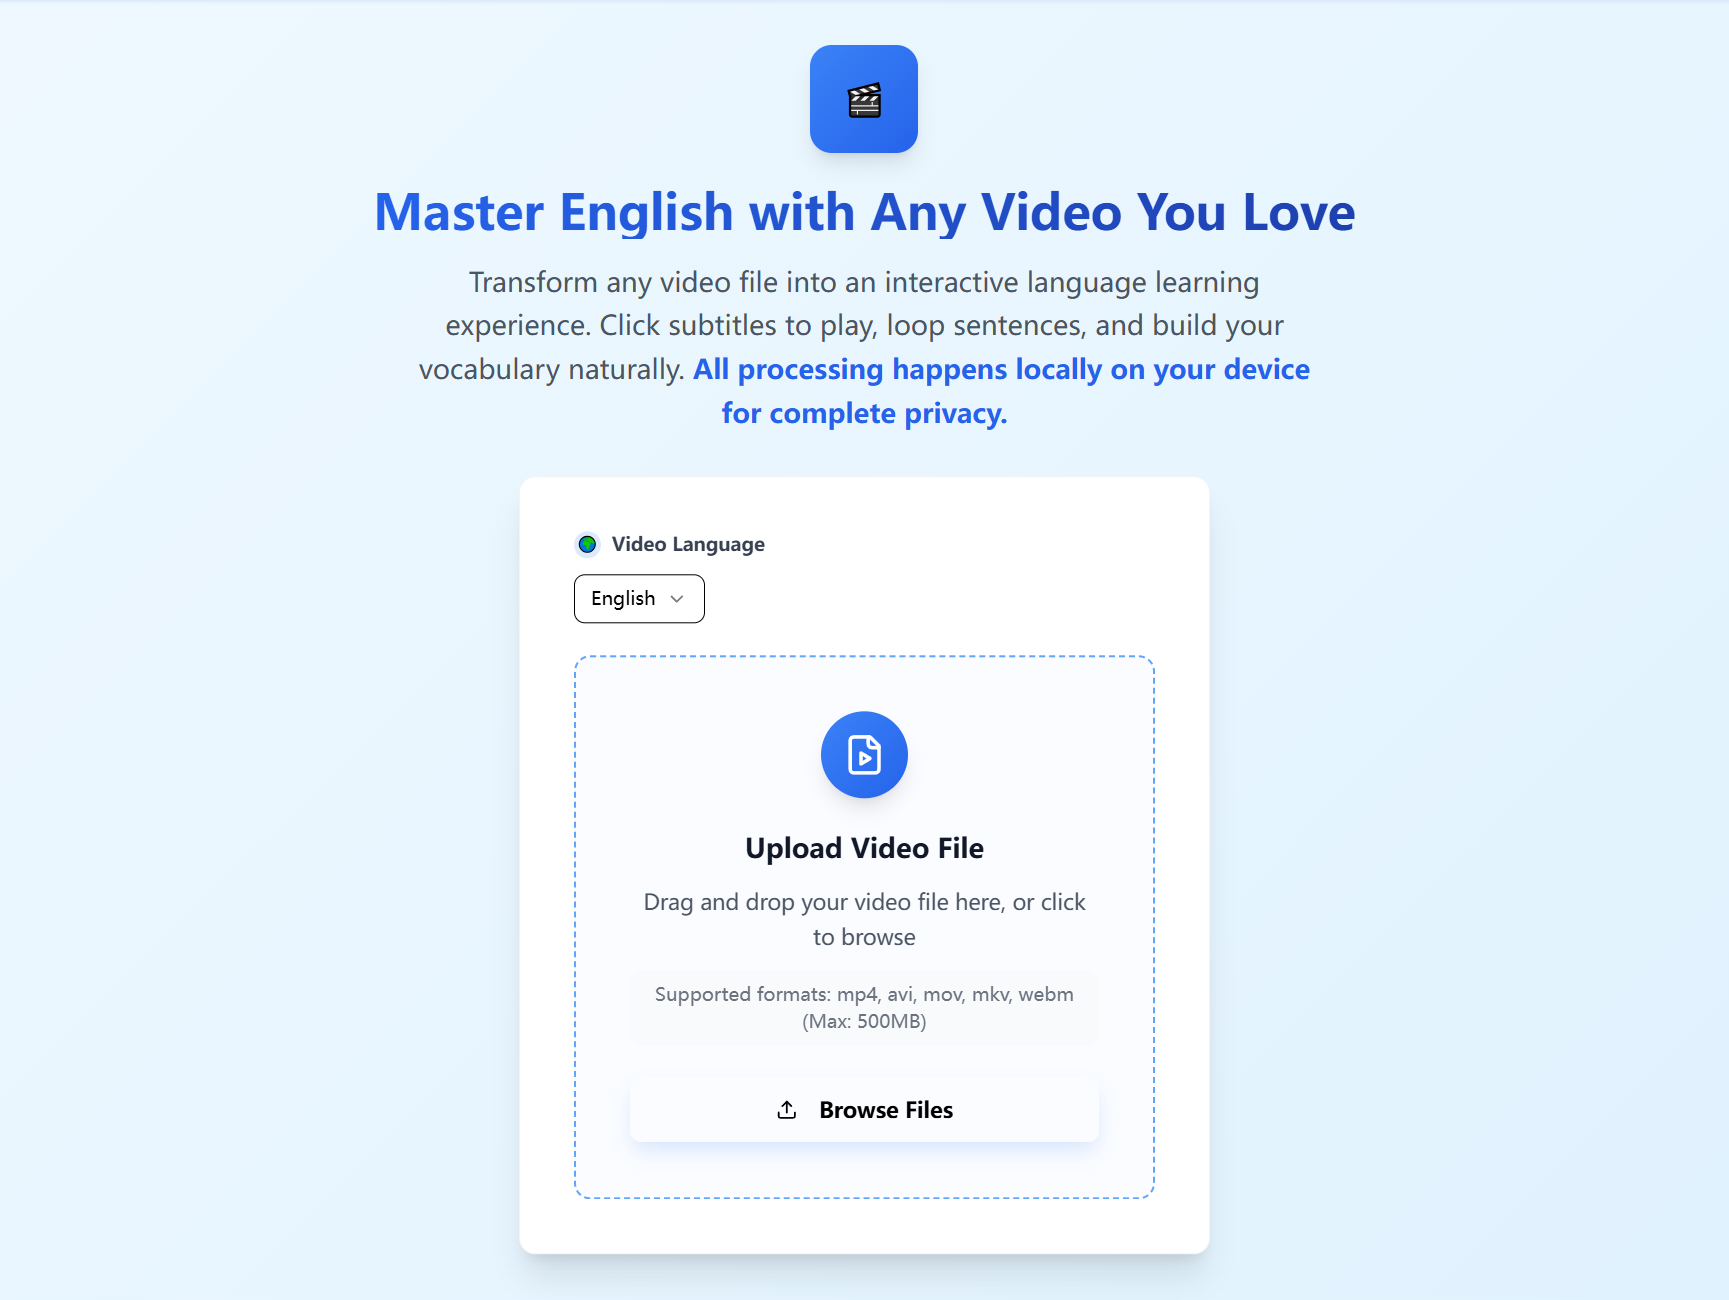 Master English with Any Video You Love
Transform any video file into an interactive language learning
experience. Click subtitles to play, loop sentences, and build your
vocabulary naturally. All processing happens locally on your device
for complete privacy.
Video Language
English
Upload Video File
Drag and drop your video file here, or click
to browse
Supported formats: mp4, avi, mov, mkv, webm
(Max: 500MB)
Browse Files